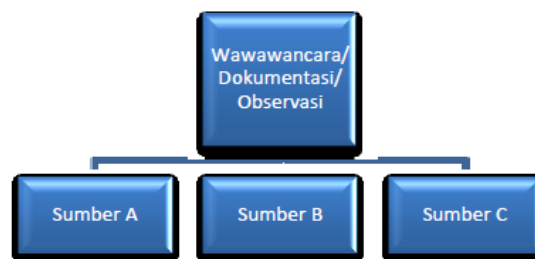 Wawawancara/
Dokumentasi/
Observasi
Sumber A
Sumber B
Sumber C